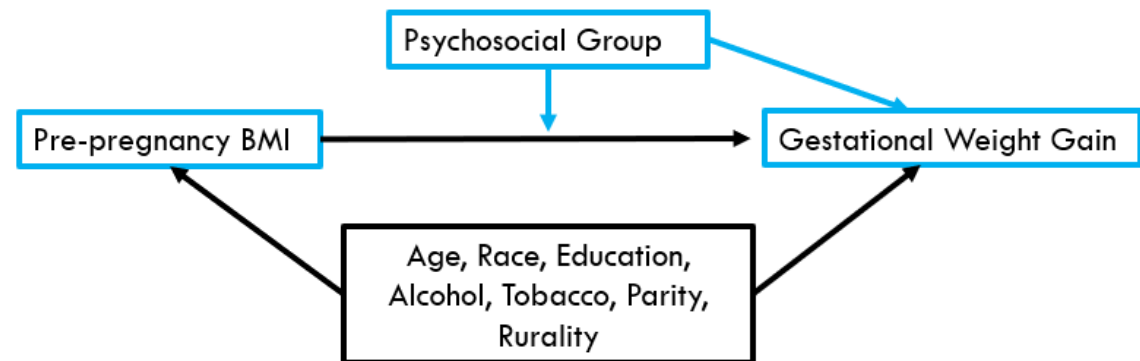 Psychosocial Group
Pre-pregnancy BMI
Gestational Weight Gain
Age, Race, Education,
Alcohol, Tobacco, Parity,
Rurality